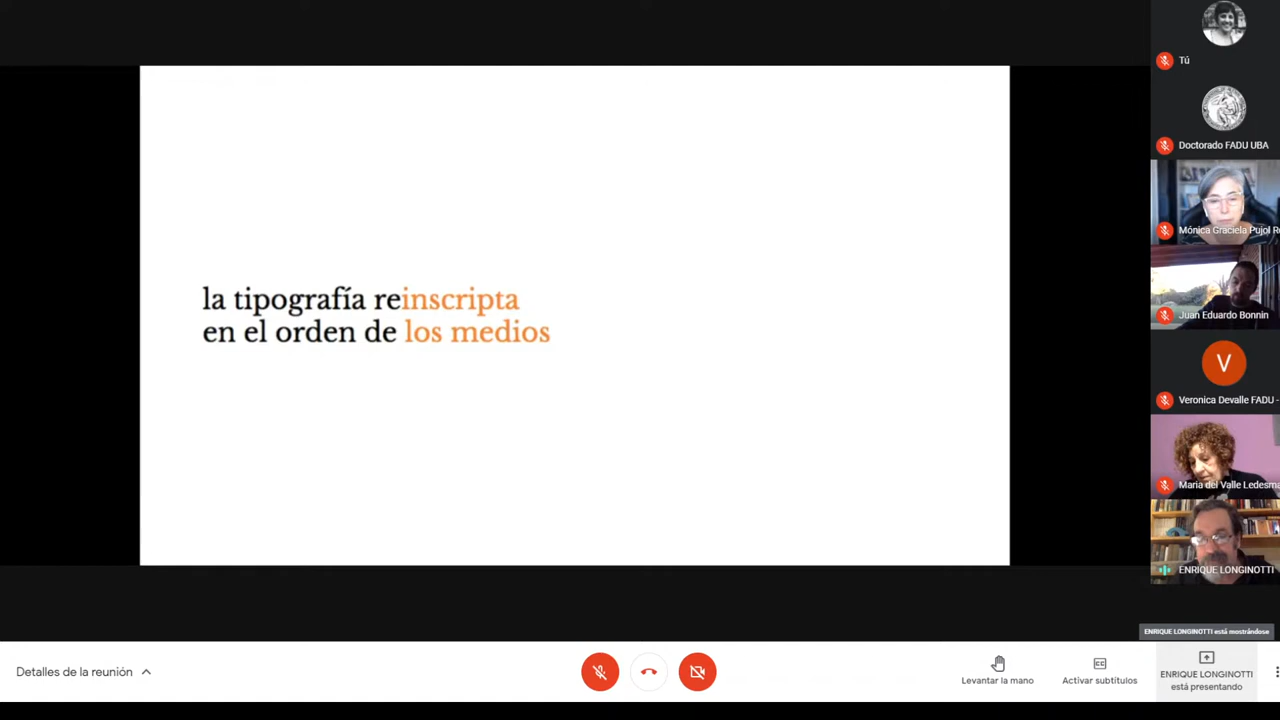 la tipografía reinscripta
en el orden de los medios
Tú
Doctorado FADU UBA
Mónica Graciela Pujol R
Juan Eduardo Bonnin
V
Veronica Devalle FADU -
Maria del Valle Ledesma
ENRIQUE LONGINOTTI
ENRIQUE LONGINOTTI está mostrándose
Detalles de la reunión
Levantar la mano
CC
Activar subtítulos
ENRIQUE LONGINOTTI
está presentando